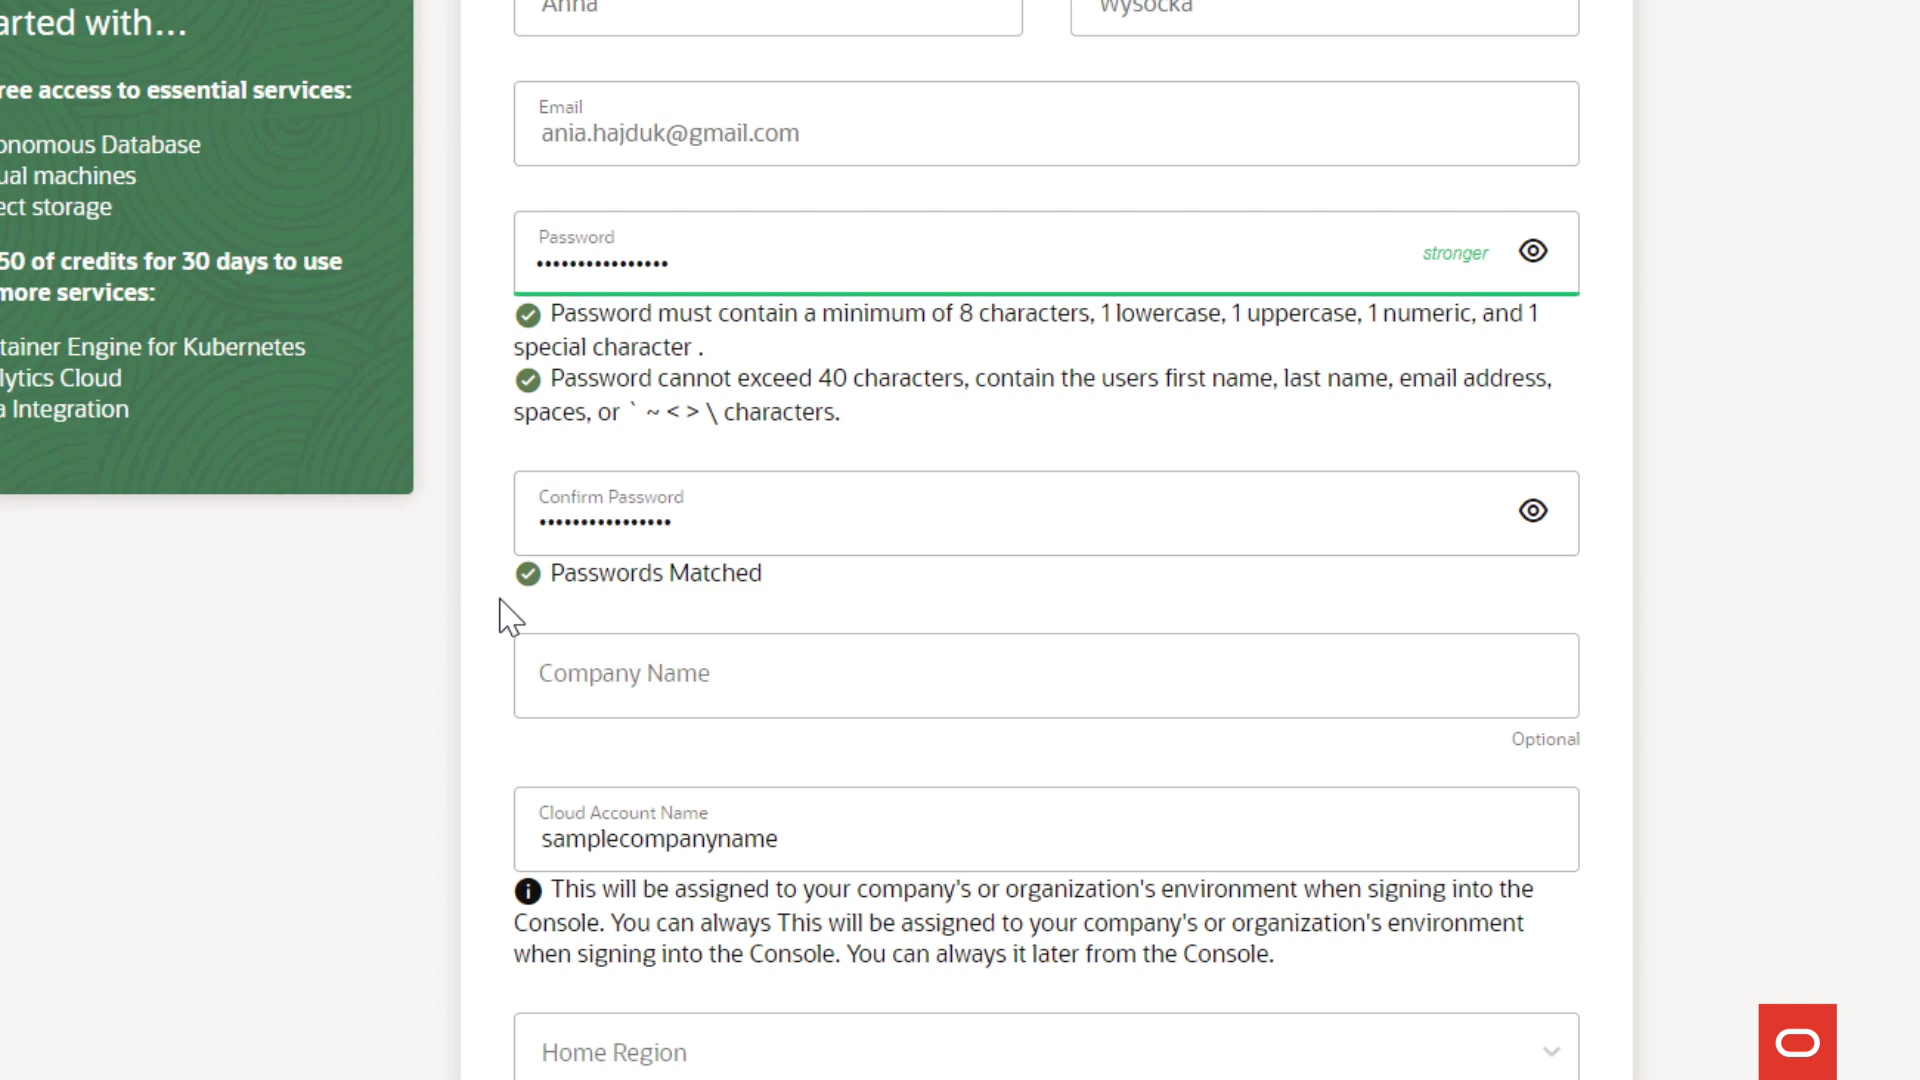 arted with...
ree access to essential services:
onomous Database
ual machines
ect storage
50 of credits for 30 days to use
more services:
tainer Engine for Kubernetes
lytics Cloud
a Integration
Anna
Wysocka
Email
ania.hajduk@gmail.com
Password
••••••••••••••••
stronger
Password must contain a minimum of 8 characters, 1 lowercase, 1 uppercase, 1 numeric, and 1
special character .
Password cannot exceed 40 characters, contain the users first name, last name, email address,
spaces, or ` ~ < > \ characters.
Confirm Password
••••••••••••••••
Passwords Matched
Company Name
Optional
Cloud Account Name
samplecompanyname
This will be assigned to your company's or organization's environment when signing into the
Console. You can always This will be assigned to your company's or organization's environment
when signing into the Console. You can always it later from the Console.
Home Region